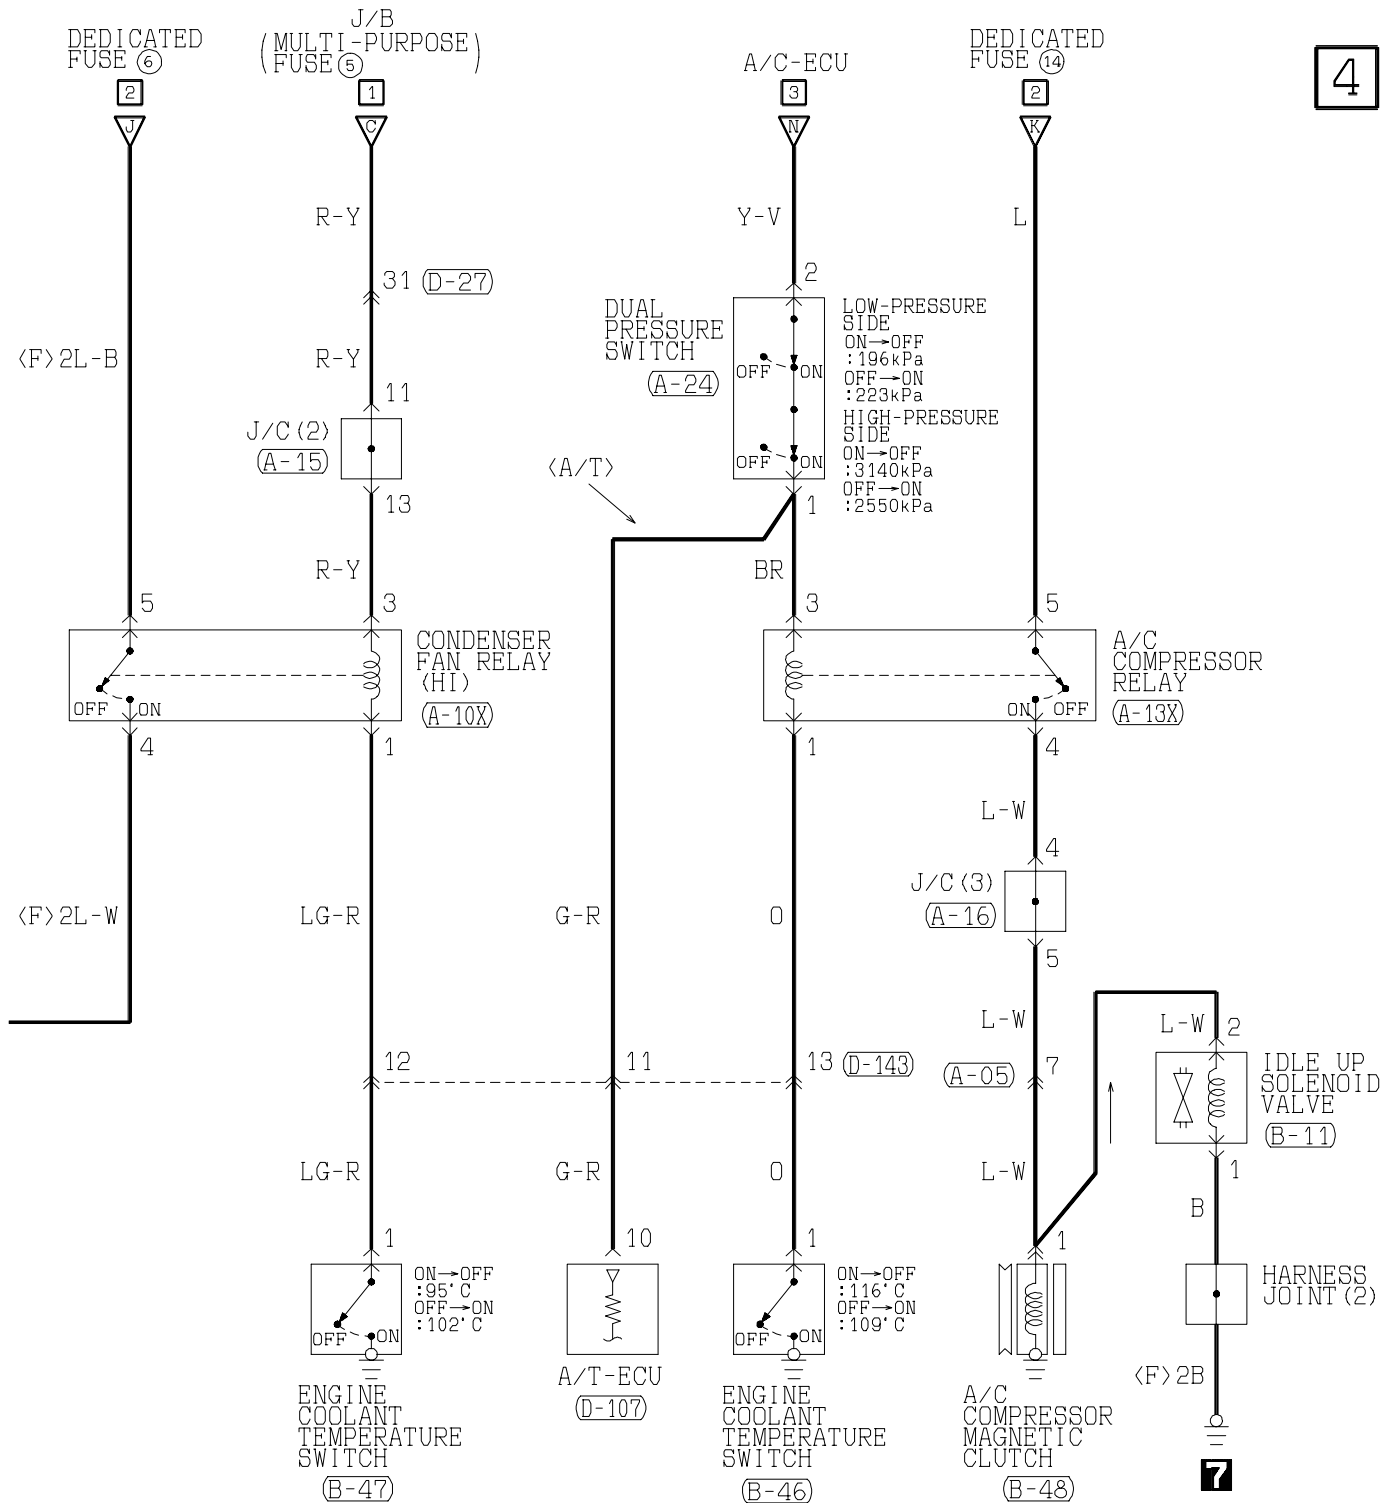 J/B
DEDICATED
FUSE ⑥
(MULTI-PURPOSE)
FUSE ⑤
A/C-ECU
DEDICATED
FUSE ⑭
4
2
1
3
2
J
C
N
K
R-Y
Y-V
L
31 (D-27)
2
DUAL
PRESSURE
SWITCH
(A-24)
OFF ON
OFF ON
LOW-PRESSURE
SIDE
ON→OFF
:196kPa
OFF→ON
:223kPa
HIGH-PRESSURE
SIDE
ON→OFF
:3140kPa
OFF→ON
:2550kPa
<F>2L-B
R-Y
11
J/C(2)
(A-15)
13
<A/T>
1
R-Y
BR
5
3
3
5
CONDENSER
FAN RELAY
(HI)
(A-10X)
OFF ON
A/C
COMPRESSOR
RELAY
(A-13X)
ON OFF
4
1
1
4
L-W
4
J/C(3)
(A-16)
5
<F>2L-W
LG-R
G-R
O
L-W
L-W 2
12
11
13 (D-143)
(A-05) 7
IDLE UP
SOLENOID
VALVE
(B-11)
1
LG-R
G-R
O
L-W
B
1
10
1
1
ON→OFF
:95°C
OFF→ON
:102°C
OFF ON
ON→OFF
:116°C
OFF→ON
:109°C
OFF ON
HARNESS
JOINT(2)
<F>2B
ENGINE
COOLANT
TEMPERATURE
SWITCH
(B-47)
A/T-ECU
(D-107)
ENGINE
COOLANT
TEMPERATURE
SWITCH
(B-46)
A/C
COMPRESSOR
MAGNETIC
CLUTCH
(B-48)
7